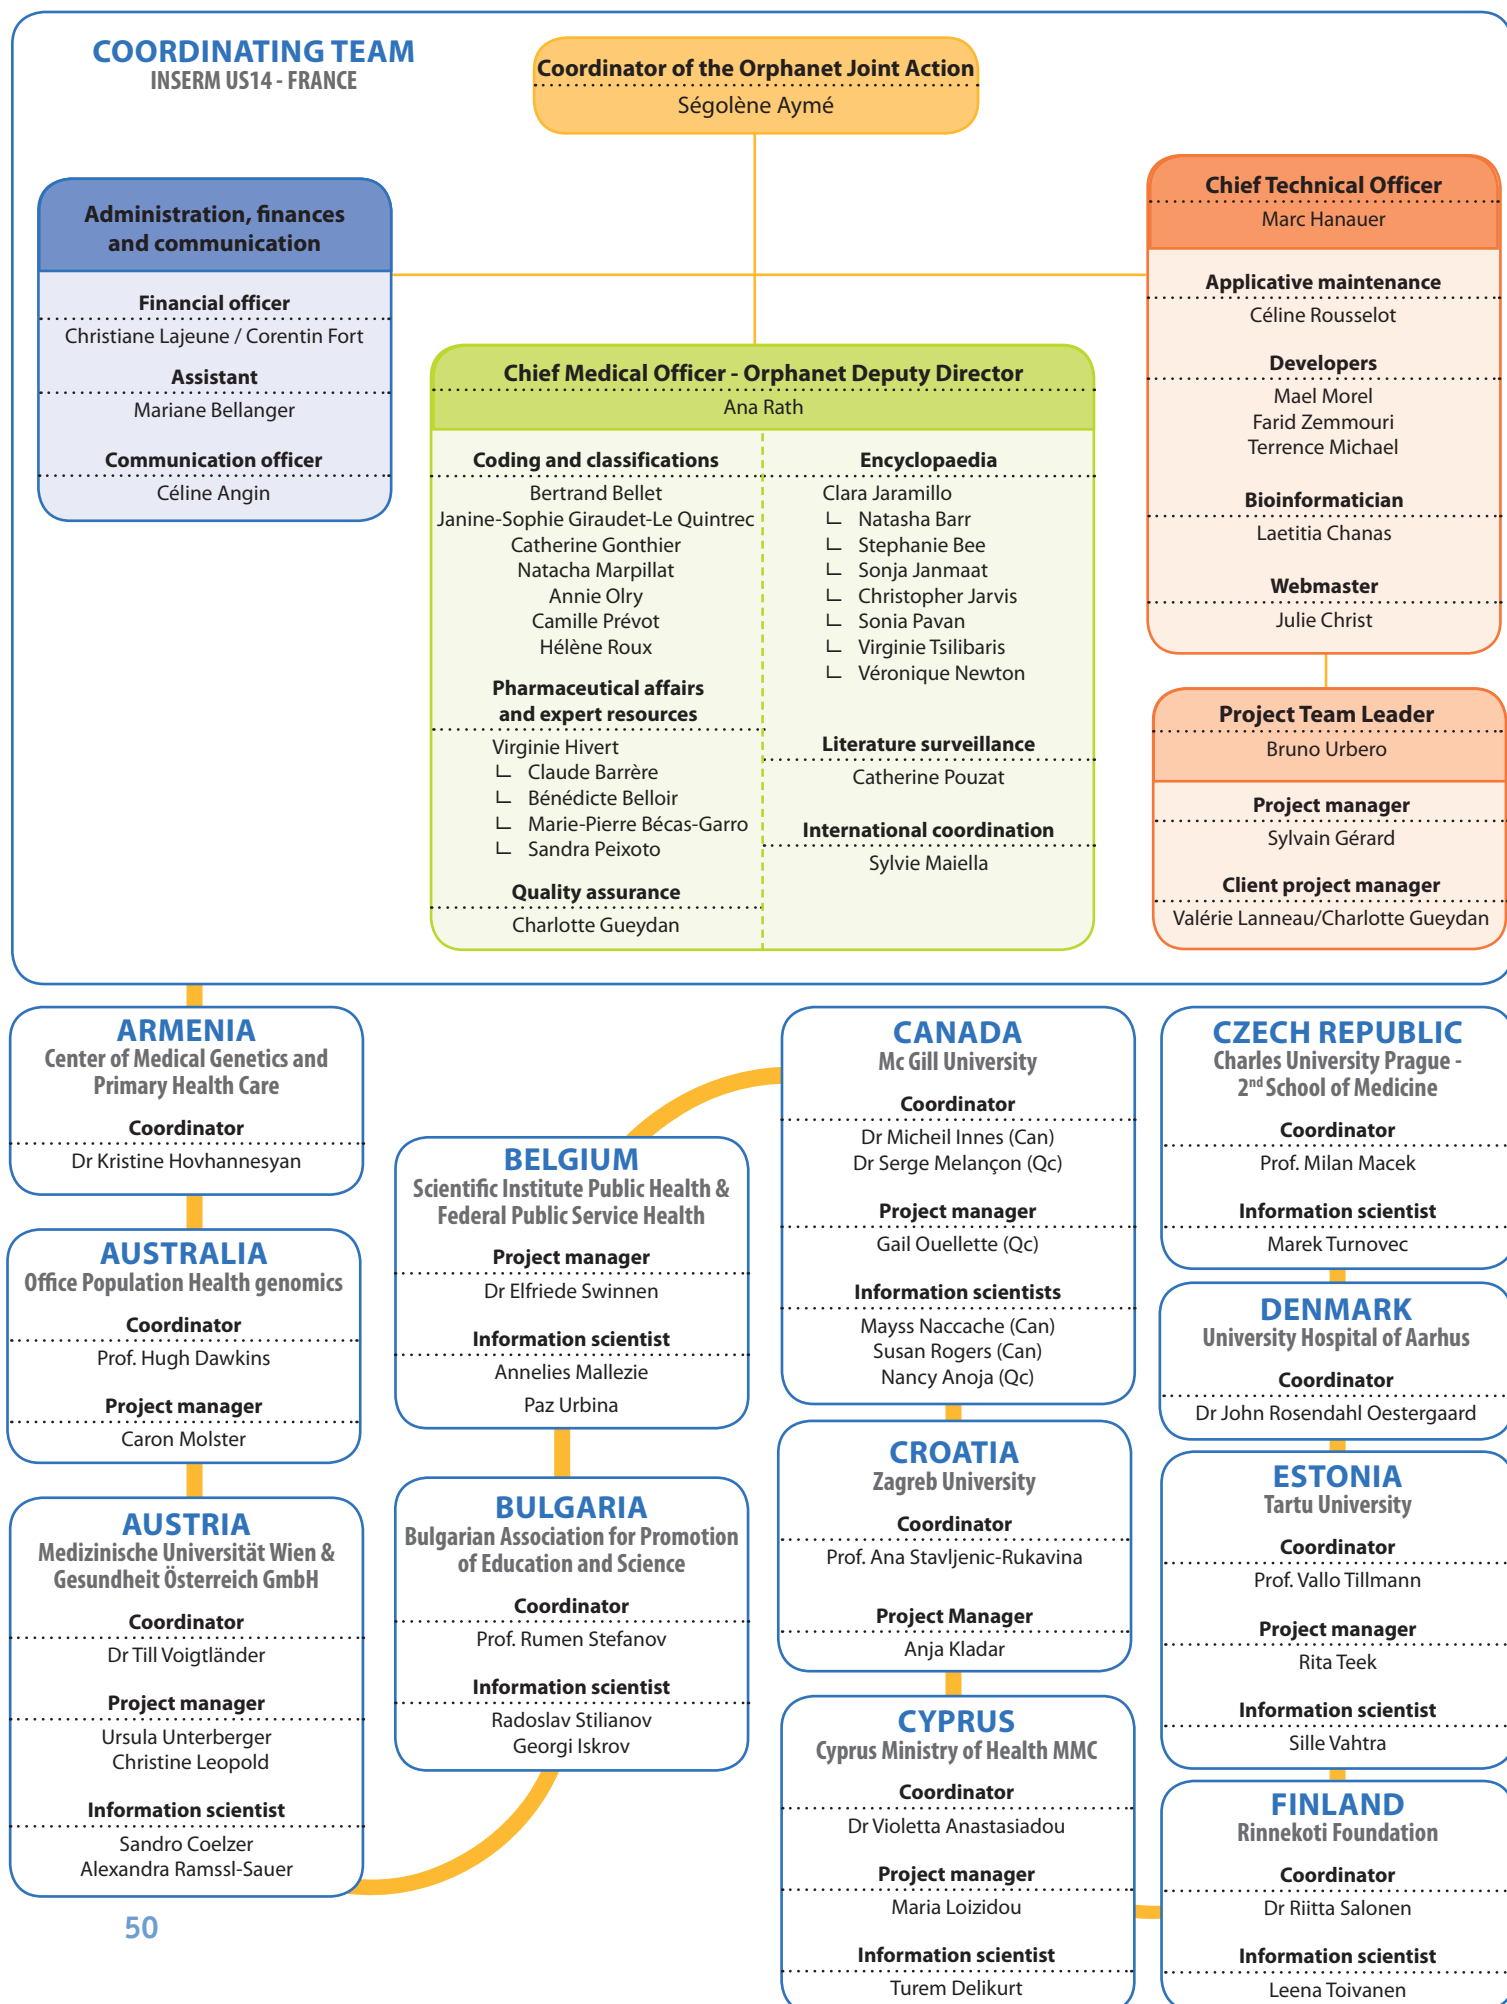 COORDINATING TEAM
INSERM US14 - FRANCE
Coordinator of the Orphanet Joint Action
Ségolène Aymé
Administration, finances
and communication
Financial officer
Christiane Lajeune / Corentin Fort
Assistant
Mariane Bellanger
Communication officer
Céline Angin
Chief Medical Officer - Orphanet Deputy Director
Ana Rath
Coding and classifications
Bertrand Bellet
Janine-Sophie Giraudet-Le Quintrec
Catherine Gonthier
Natacha Marpillat
Annie Olry
Camille Prévot
Hélène Roux
Pharmaceutical affairs
and expert resources
Virginie Hivert
Claude Barrère
Bénédicte Belloir
Marie-Pierre Bécas-Garro
Sandra Peixoto
Quality assurance
Charlotte Gueydan
Encyclopaedia
Clara Jaramillo
Natasha Barr
Stephanie Bee
Sonja Janmaat
Christopher Jarvis
Sonia Pavan
Virginie Tsilibaris
Véronique Newton
Literature surveillance
Catherine Pouzat
International coordination
Sylvie Maiella
Chief Technical Officer
Marc Hanauer
Applicative maintenance
Céline Rousselot
Developers
Mael Morel
Farid Zemmouri
Terrence Michael
Bioinformatician
Laetitia Chanas
Webmaster
Julie Christ
Project Team Leader
Bruno Urbero
Project manager
Sylvain Gérard
Client project manager
Valérie Lanneau/Charlotte Gueydan
ARMENIA
Center of Medical Genetics and
Primary Health Care
Coordinator
Dr Kristine Hovhannesyan
AUSTRALIA
Office Population Health genomics
Coordinator
Prof. Hugh Dawkins
Project manager
Caron Molster
AUSTRIA
Medizinische Universität Wien &
Gesundheit Österreich GmbH
Coordinator
Dr Till Voigtländer
Project manager
Ursula Unterberger
Christine Leopold
Information scientist
Sandro Coelzer
Alexandra Ramssl-Sauer
BELGIUM
Scientific Institute Public Health &
Federal Public Service Health
Project manager
Dr Elfriede Swinnen
Information scientist
Annelies Mallezie
Paz Urbina
BULGARIA
Bulgarian Association for Promotion
of Education and Science
Coordinator
Prof. Rumen Stefanov
Information scientist
Radoslav Stilianov
Georgi Iskrov
CANADA
Mc Gill University
Coordinator
Dr Micheil Innes (Can)
Dr Serge Melançon (Qc)
Project manager
Gail Ouellette (Qc)
Information scientists
Mayss Naccache (Can)
Susan Rogers (Can)
Nancy Anoja (Qc)
CROATIA
Zagreb University
Coordinator
Prof. Ana Stavljenic-Rukavina
Project Manager
Anja Kladar
CYPRUS
Cyprus Ministry of Health MMC
Coordinator
Dr Violetta Anastasiadou
Project manager
Maria Loizidou
Information scientist
Turem Delikurt
CZECH REPUBLIC
Charles University Prague -
2nd School of Medicine
Coordinator
Prof. Milan Macek
Information scientist
Marek Turnovec
DENMARK
University Hospital of Aarhus
Coordinator
Dr John Rosendahl Oestergaard
ESTONIA
Tartu University
Coordinator
Prof. Vallo Tillmann
Project manager
Rita Teek
Information scientist
Sille Vahtra
FINLAND
Rinnekoti Foundation
Coordinator
Dr Riitta Salonen
Information scientist
Leena Toivanen
50